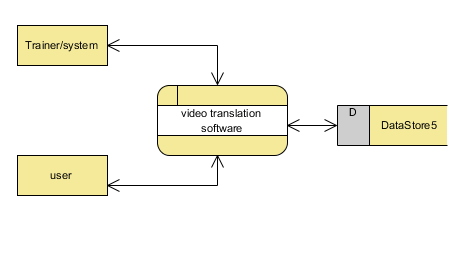 Trainer/system
video translation
software
D
DataStore5
user